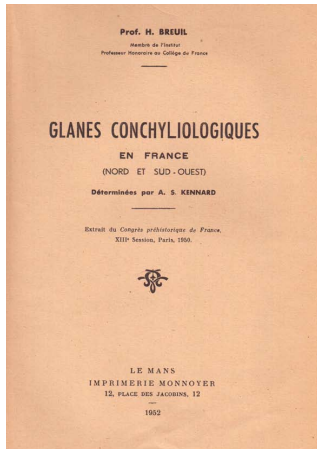 Prof. H. BREUIL
Membre de l'Institut
Professeur Honoraire au Collège de France
GLANES CONCHYLIOLOGIQUES
EN FRANCE
(NORD ET SUD-OUEST)
Déterminées par A. S. KENNARD
Extrait du Congrès préhistorique de France,
XIIIe Session, Paris, 1950.
LE MANS
IMPRIMERIE MONNOYER
12, PLACE DES JACOBINS, 12
1952